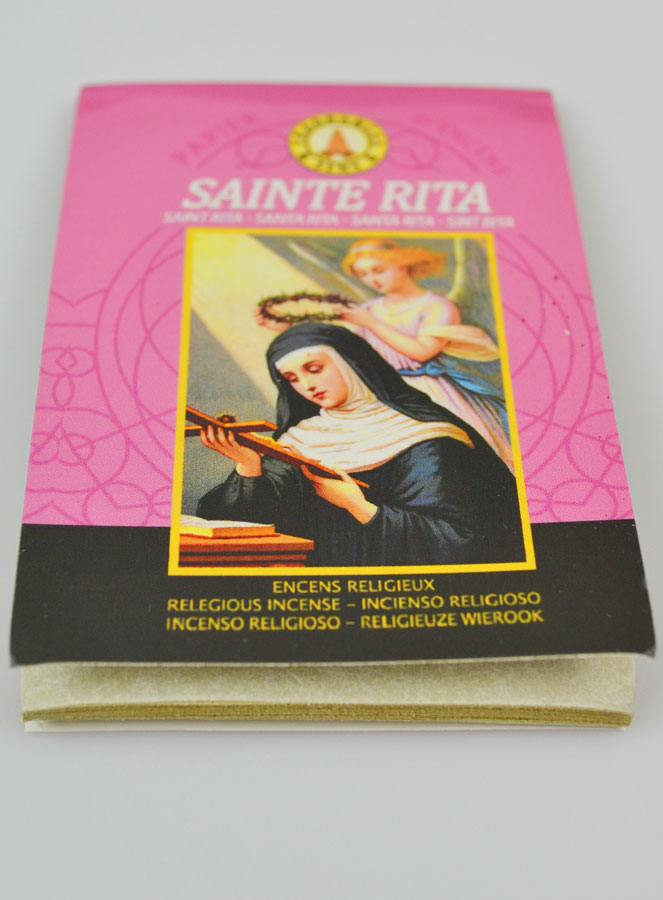 PAPIER D'ENCENS
SAINTE RITA
SAINT RITA - SANTA RITA - SANTA RITA - SINT RITA
ENCENS RELIGIEUX
RELEGIOUS INCENSE – INCIENSO RELIGIOSO
INCENSO RELIGIOSO – RELIGIEUZE WIEROOK